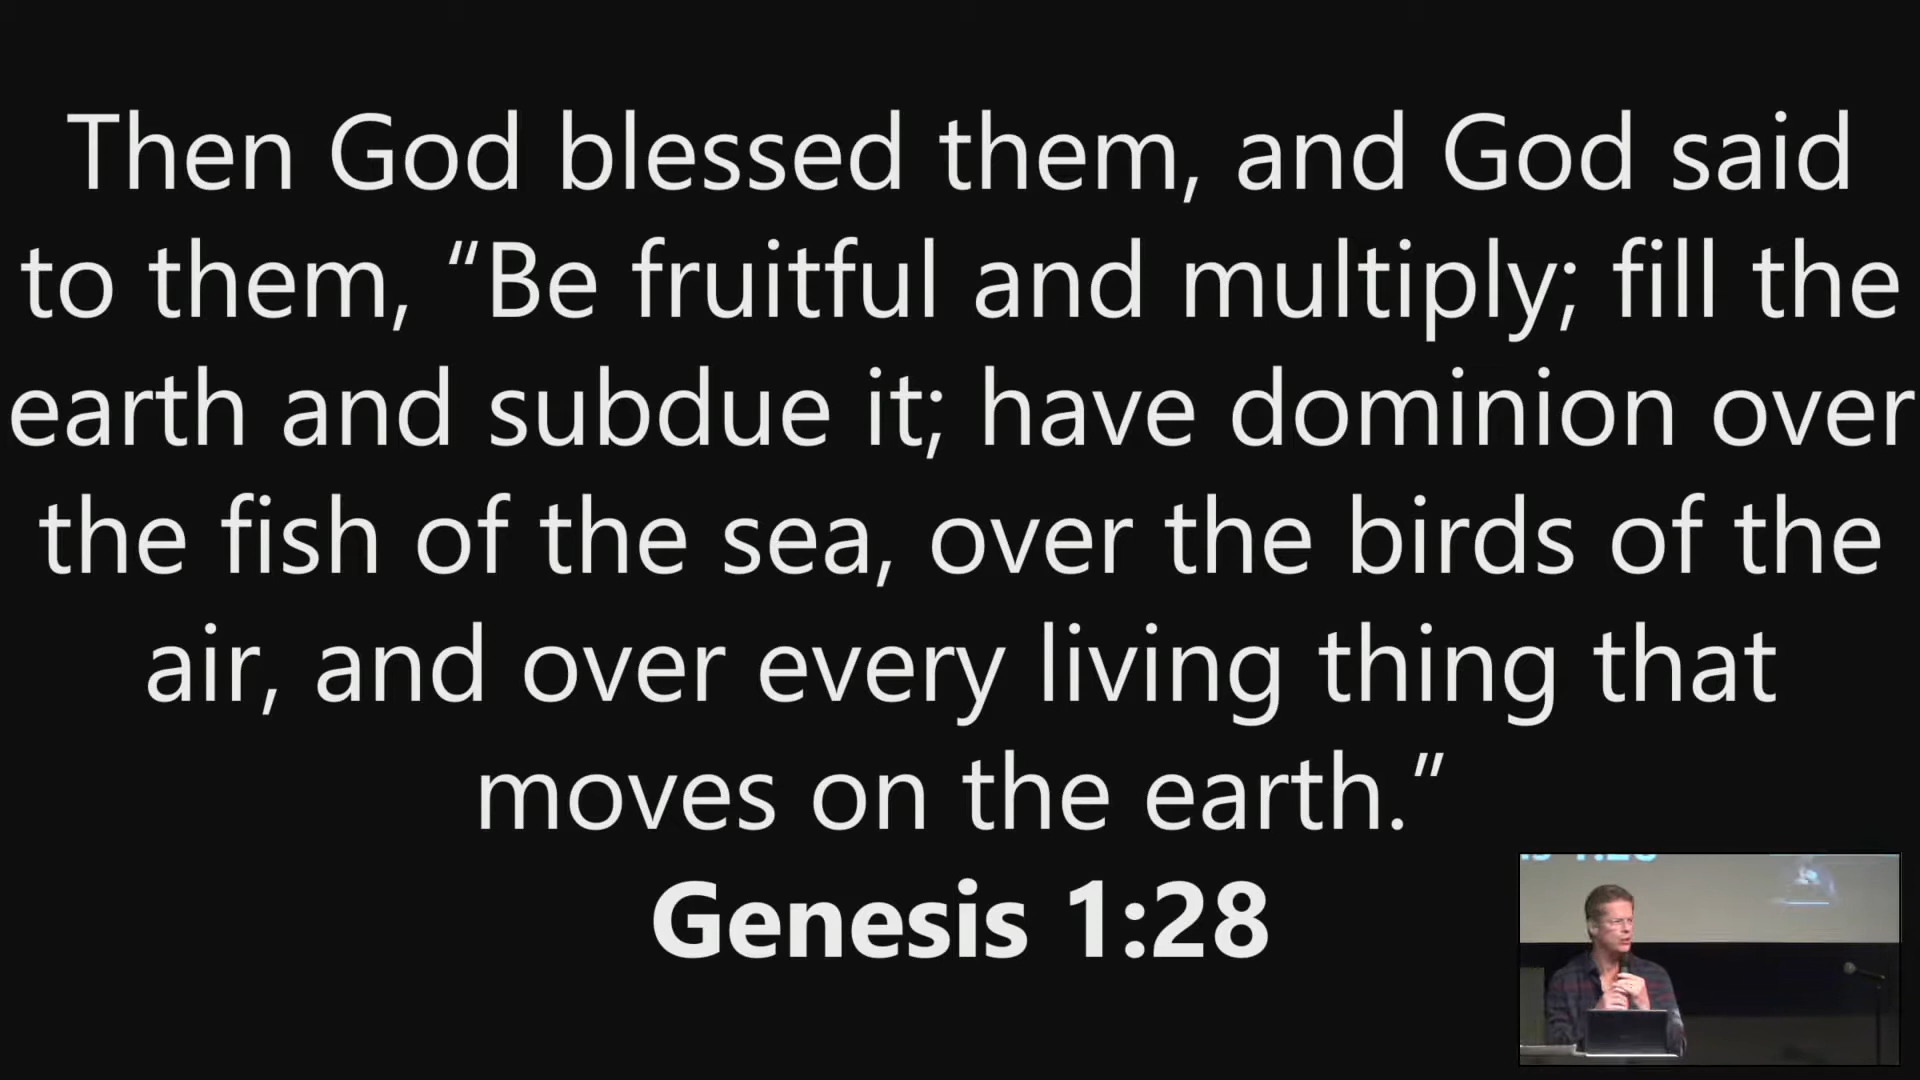 Then God blessed them, and God said
to them, “Be fruitful and multiply; fill the
earth and subdue it; have dominion over
the fish of the sea, over the birds of the
air, and over every living thing that
moves on the earth.”
Genesis 1:28